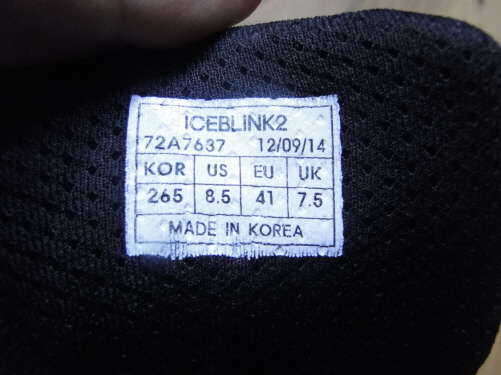 ICEBLINK2
72A7637 12/09/14
KOR US EU UK
265 8.5 41 7.5
MADE IN KOREA